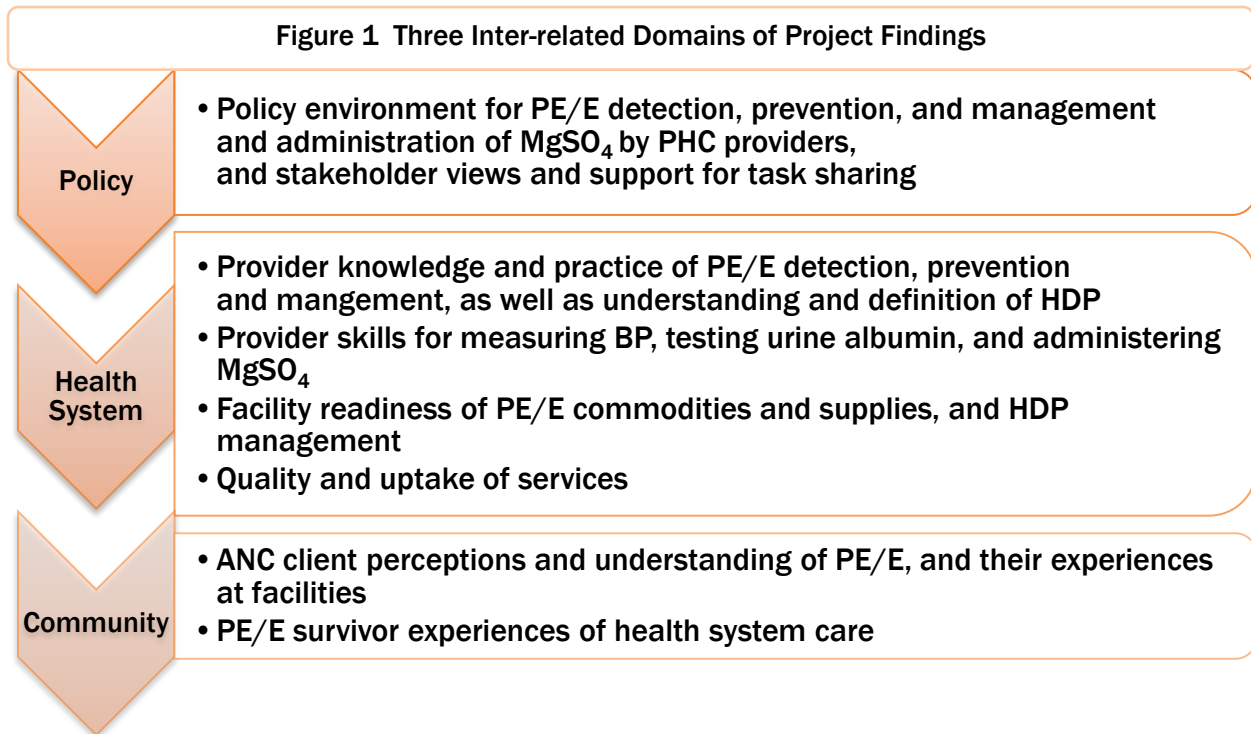 Figure 1 Three Inter-related Domains of Project Findings
Policy
• Policy environment for PE/E detection, prevention, and management
and administration of MgSO₄ by PHC providers,
and stakeholder views and support for task sharing
Health
System
• Provider knowledge and practice of PE/E detection, prevention
and mangement, as well as understanding and definition of HDP
• Provider skills for measuring BP, testing urine albumin, and administering
MgSO₄
• Facility readiness of PE/E commodities and supplies, and HDP
management
• Quality and uptake of services
Community
• ANC client perceptions and understanding of PE/E, and their experiences
at facilities
• PE/E survivor experiences of health system care